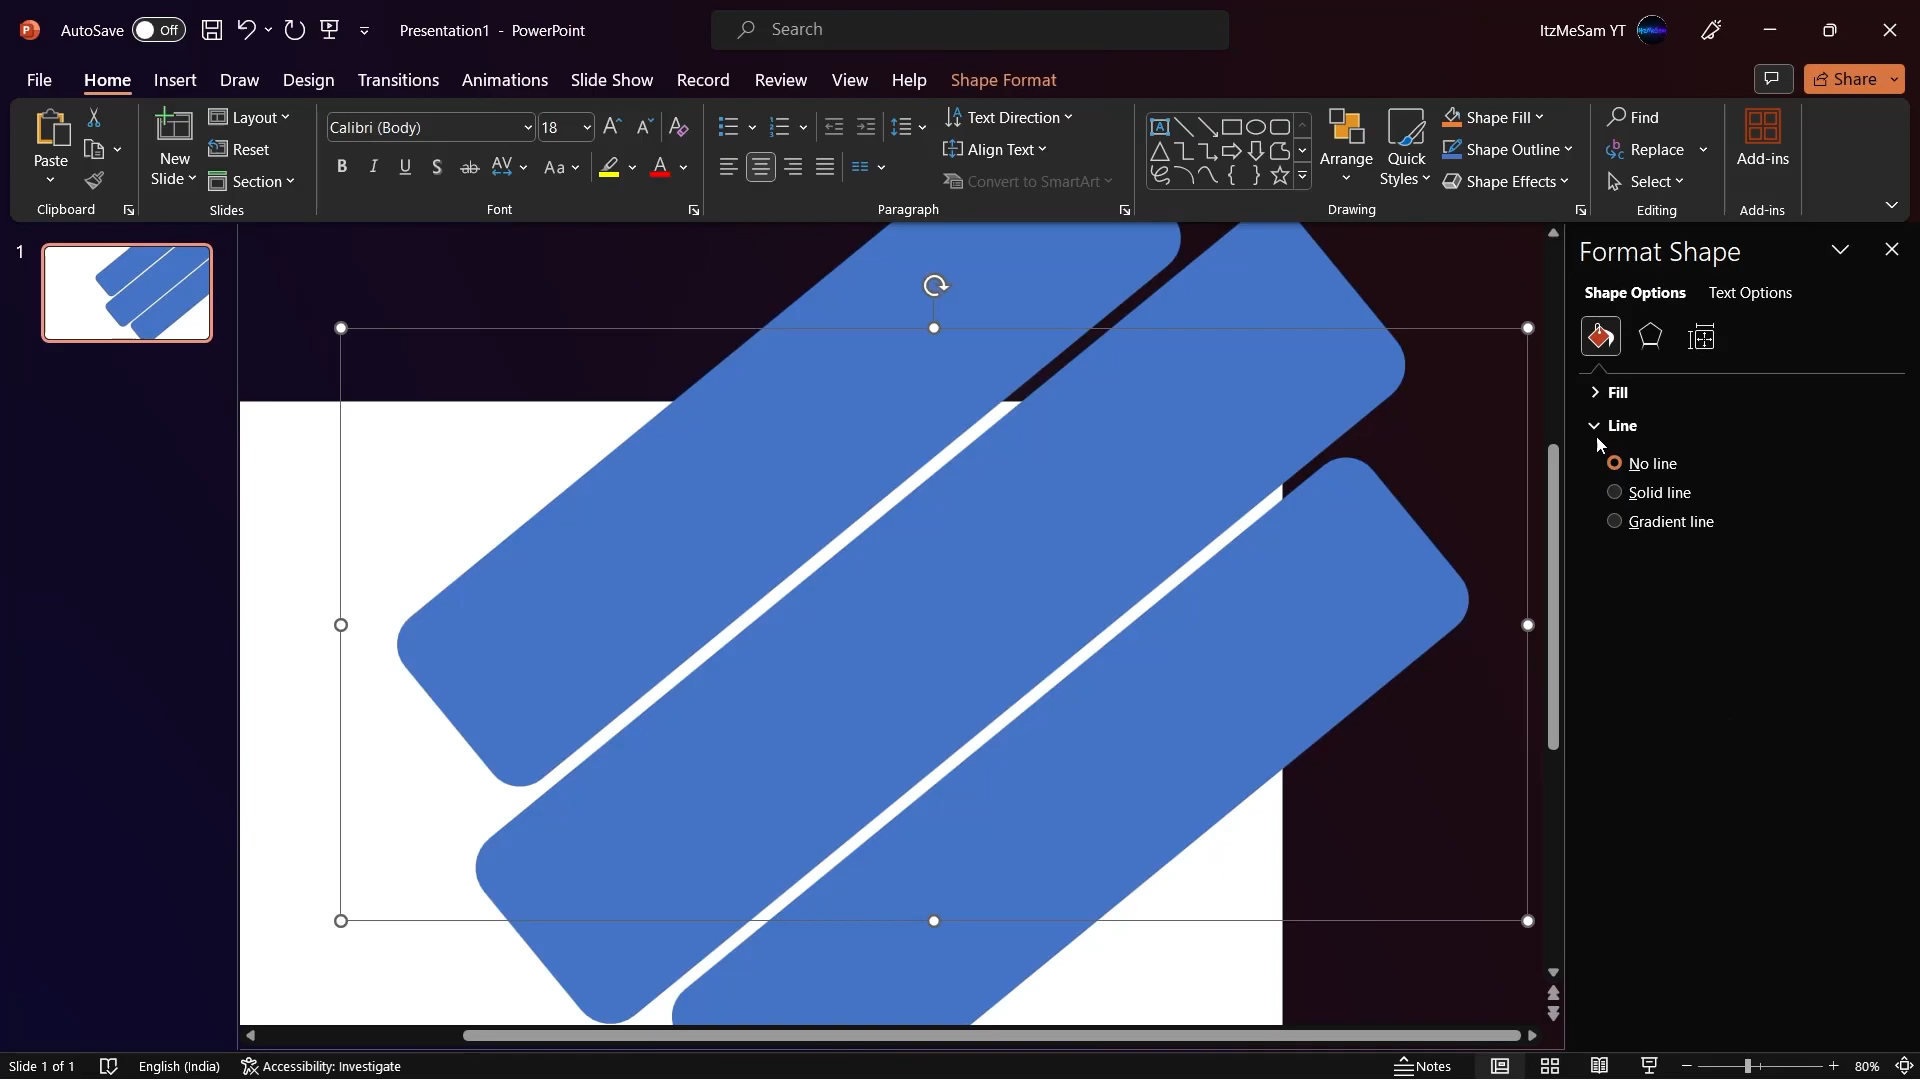 AutoSave Off Presentation1 - PowerPoint Search ItzMeSam YT
File Home Insert Draw Design Transitions Animations Slide Show Record Review View Help Shape Format Share
Paste
Clipboard
New Slide
Layout
Reset
Section
Slides
Calibri (Body) 18
B I U S ab AV Aa A
Font
Text Direction
Align Text
Convert to SmartArt
Paragraph
Arrange
Quick Styles
Shape Fill
Shape Outline
Shape Effects
Drawing
Find
Replace
Select
Editing
Add-ins
Add-ins
1
Format Shape
Shape Options Text Options
Fill
Line
No line
Solid line
Gradient line
Slide 1 of 1 English (India) Accessibility: Investigate Notes 80%